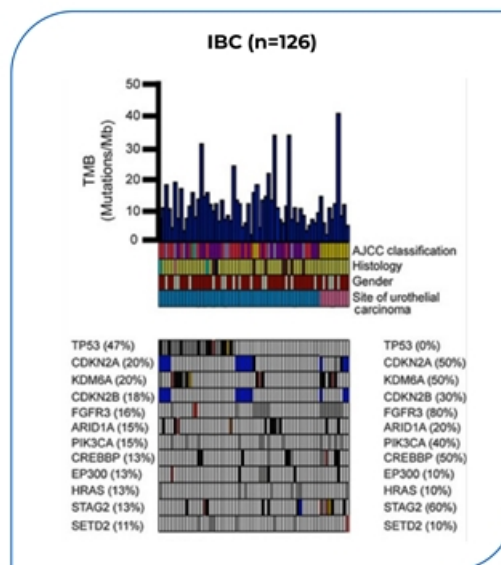 IBC (n=126)
50
40
30
20
10
0
TMB
(Mutations/Mb)
AJCC classification
Histology
Gender
Site of urothelial
carcinoma
TP53 (47%) TP53 (0%)
CDKN2A (20%) CDKN2A (50%)
KDM6A (20%) KDM6A (50%)
CDKN2B (18%) CDKN2B (30%)
FGFR3 (16%) FGFR3 (80%)
ARID1A (15%) ARID1A (20%)
PIK3CA (15%) PIK3CA (40%)
CREBBP (13%) CREBBP (50%)
EP300 (13%) EP300 (10%)
HRAS (13%) HRAS (10%)
STAG2 (13%) STAG2 (60%)
SETD2 (11%) SETD2 (10%)